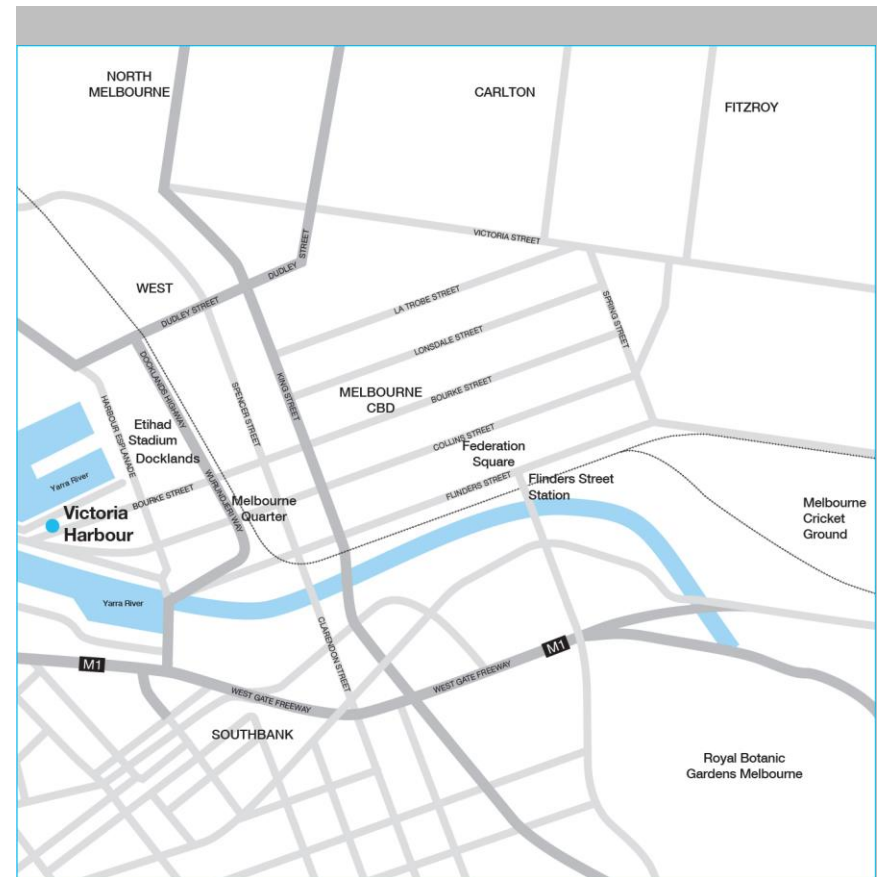 NORTH
MELBOURNE
CARLTON
FITZROY
VICTORIA STREET
DUDLEY STREET
WEST
DUDLEY STREET
LA TROBE STREET
SPRING STREET
LONSDALE STREET
DOCKLANDS HIGHWAY
KING STREET
SPENCER STREET
MELBOURNE
CBD
BOURKE STREET
HARBOUR ESPLANADE
Etihad
Stadium
Docklands
COLLINS STREET
Federation
Square
Yarra River
WURUNDJERI WAY
BOURKE STREET
FLINDERS STREET
Flinders Street
Station
Melbourne
Quarter
Melbourne
Cricket
Ground
Victoria
Harbour
Yarra River
CLARENDON STREET
M1
M1
WEST GATE FREEWAY
WEST GATE FREEWAY
SOUTHBANK
Royal Botanic
Gardens Melbourne